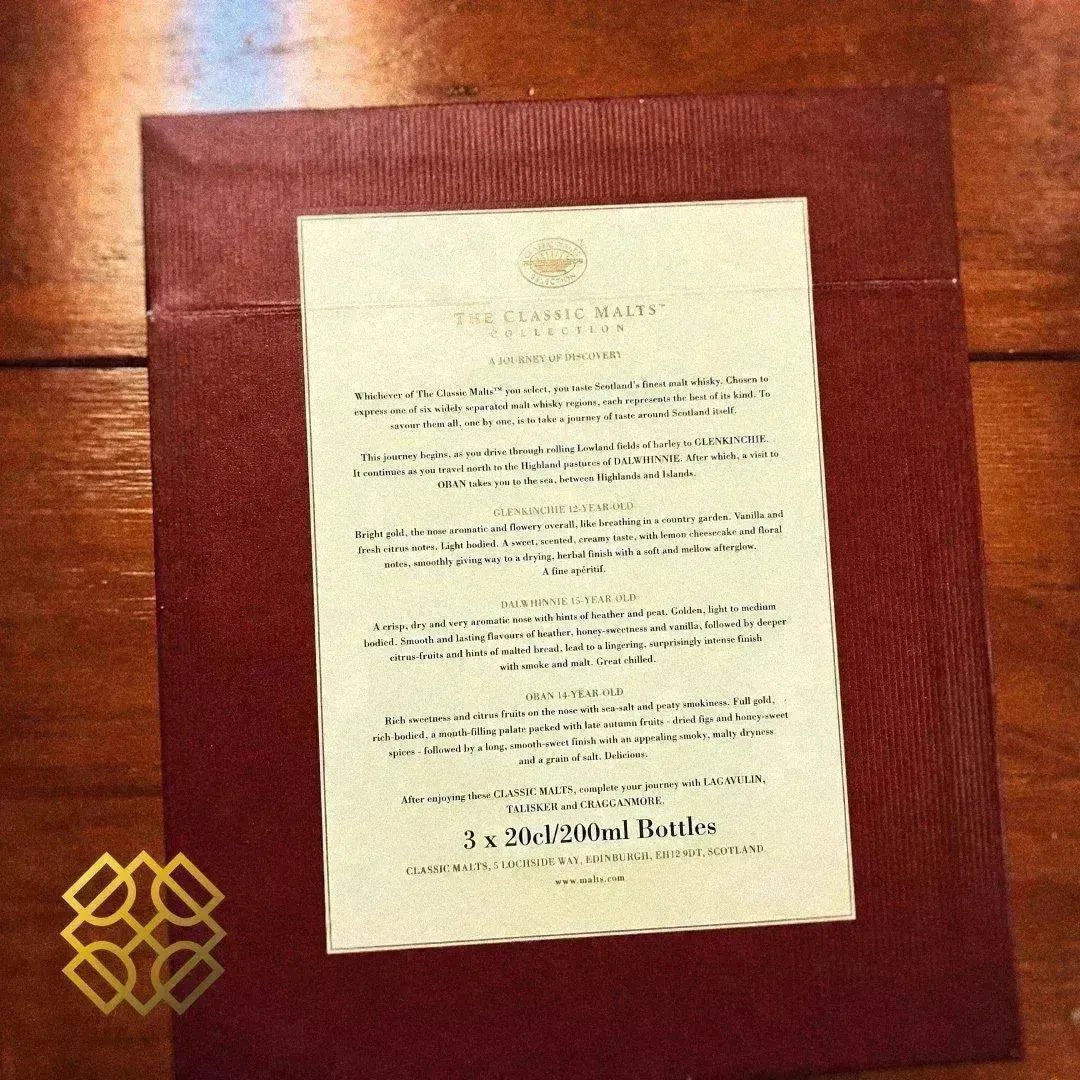 CLASSIC MALTS
SELECTION
THE CLASSIC MALTS™
COLLECTION
A JOURNEY OF DISCOVERY
Whichever of The Classic Malts™ you select, you taste Scotland's finest malt whisky. Chosen to
express one of six widely separated malt whisky regions, each represents the best of its kind. To
savour them all, one by one, is to take a journey of taste around Scotland itself.
This journey begins, as you drive through rolling Lowland fields of barley to GLENKINCHIE.
It continues as you travel north to the Highland pastures of DALWHINNIE. After which, a visit to
OBAN takes you to the sea, between Highlands and Islands.
GLENKINCHIE 12-YEAR-OLD
Bright gold, the nose aromatic and flowery overall, like breathing in a country garden. Vanilla and
fresh citrus notes. Light bodied. A sweet, scented, creamy taste, with lemon cheesecake and floral
notes, smoothly giving way to a drying, herbal finish with a soft and mellow afterglow.
A fine apéritif.
DALWHINNIE 15-YEAR-OLD
A crisp, dry and very aromatic nose with hints of heather and peat. Golden, light to medium
bodied. Smooth and lasting flavours of heather, honey-sweetness and vanilla, followed by deeper
citrus-fruits and hints of malted bread, lead to a lingering, surprisingly intense finish
with smoke and malt. Great chilled.
OBAN 14-YEAR-OLD
Rich sweetness and citrus fruits on the nose with sea-salt and peaty smokiness. Full gold,
rich-bodied, a mouth-filling palate packed with late autumn fruits - dried figs and honey-sweet
spices - followed by a long, smooth-sweet finish with an appealing smoky, malty dryness
and a grain of salt. Delicious.
After enjoying these CLASSIC MALTS, complete your journey with LAGAVULIN,
TALISKER and CRAGGANMORE.
3 x 20cl/200ml Bottles
CLASSIC MALTS, 5 LOCHSIDE WAY, EDINBURGH, EH12 9DT, SCOTLAND
www.malts.com